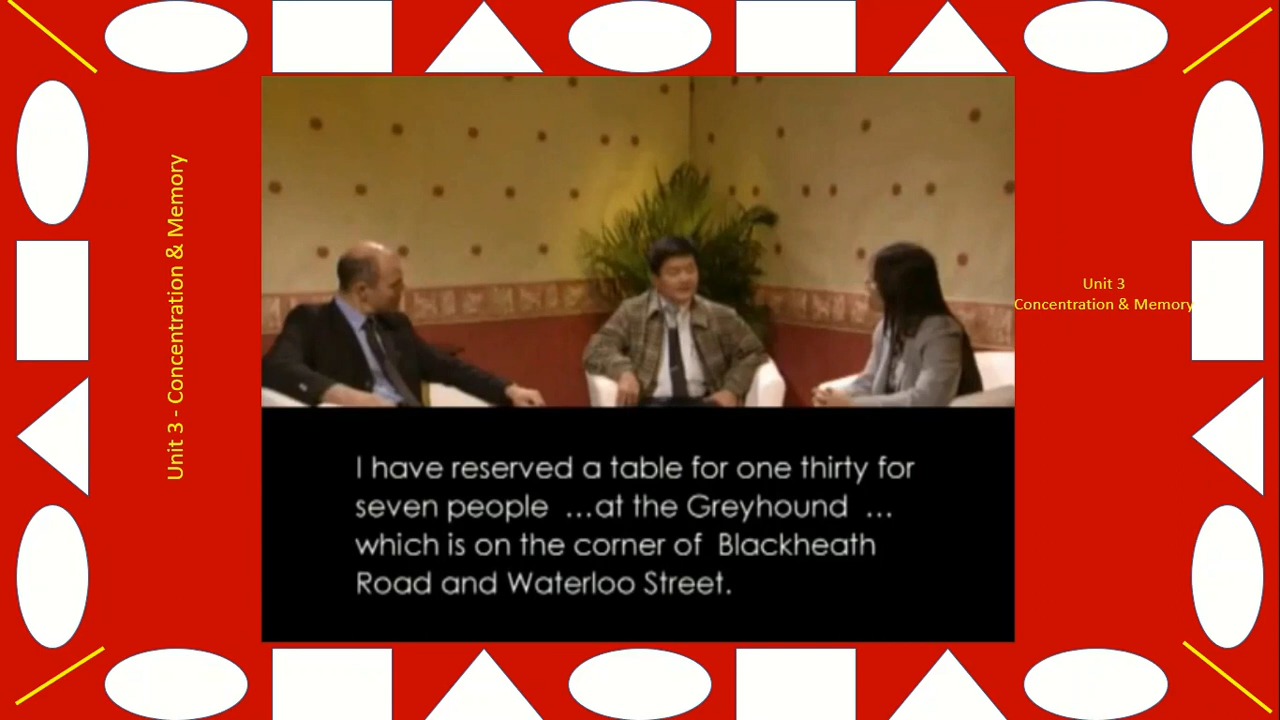 Unit 3 - Concentration & Memory
Unit 3
Concentration & Memory
I have reserved a table for one thirty for
seven people ...at the Greyhound ...
which is on the corner of Blackheath
Road and Waterloo Street.